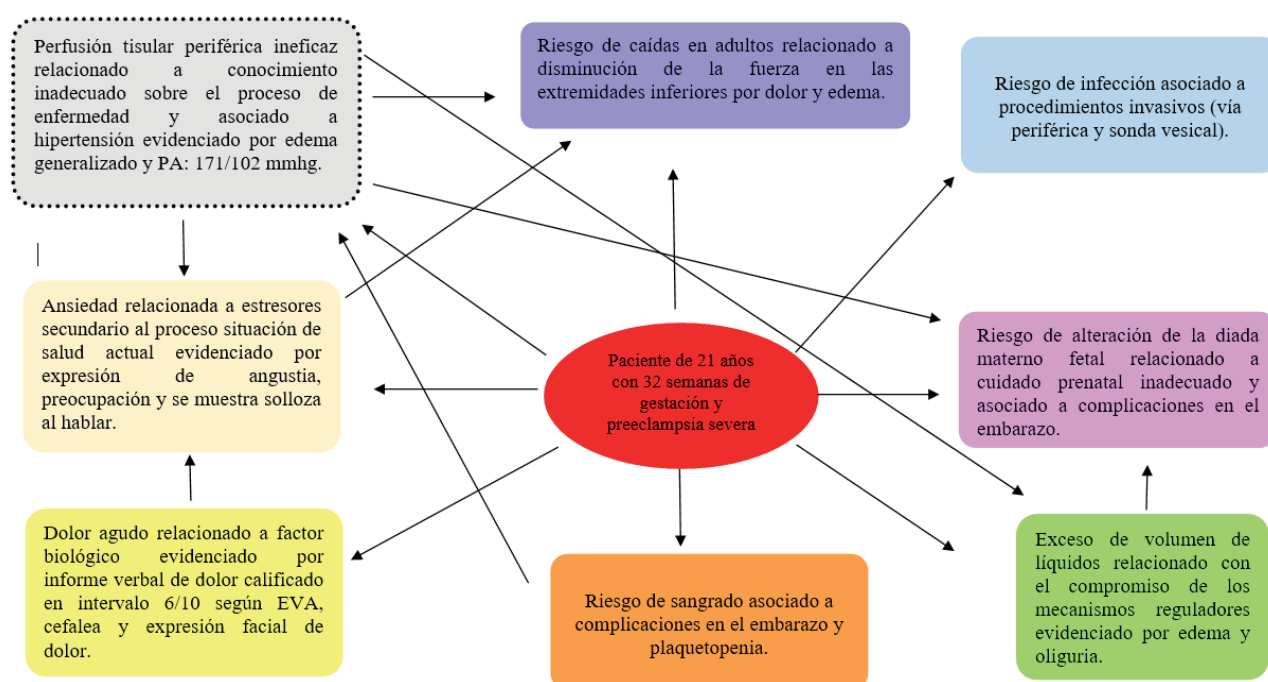 Perfusión tisular periférica ineficaz
relacionado a conocimiento
inadecuado sobre el proceso de
enfermedad y asociado a
hipertensión evidenciado por edema
generalizado y PA: 171/102 mmhg.
Riesgo de caídas en adultos relacionado a
disminución de la fuerza en las
extremidades inferiores por dolor y edema.
Riesgo de infección asociado a
procedimientos invasivos (vía
periférica y sonda vesical).
Ansiedad relacionada a estresores
secundario al proceso situación de
salud actual evidenciado por
expresión de angustia,
preocupación y se muestra solloza
al hablar.
Paciente de 21 años
con 32 semanas de
gestación y
preeclampsia severa
Riesgo de alteración de la diada
materno fetal relacionado a
cuidado prenatal inadecuado y
asociado a complicaciones en el
embarazo.
Dolor agudo relacionado a factor
biológico evidenciado por
informe verbal de dolor calificado
en intervalo 6/10 según EVA,
cefalea y expresión facial de
dolor.
Riesgo de sangrado asociado a
complicaciones en el embarazo y
plaquetopenia.
Exceso de volumen de
líquidos relacionado con
el compromiso de los
mecanismos reguladores
evidenciado por edema y
oliguria.